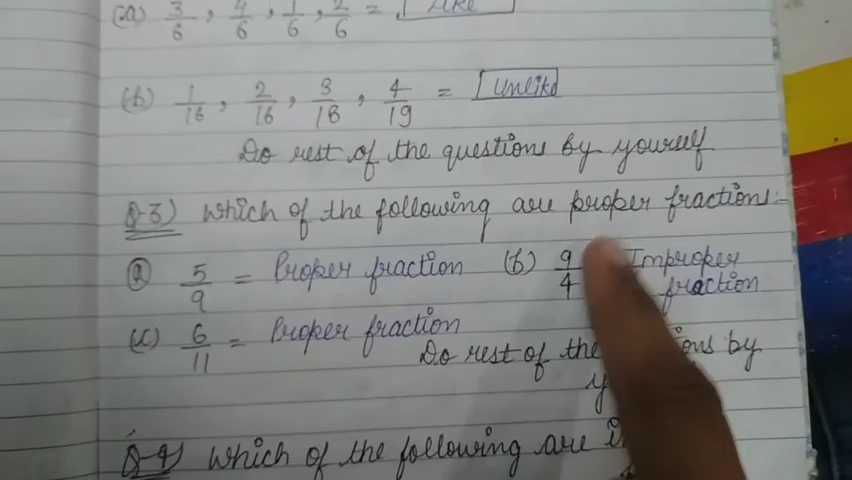 (a) 3/6 , 4/6 , 1/6 , 2/6 = Like
(b) 1/16 , 2/16 , 3/18 , 4/19 = Unlike
Do rest of the questions by yourself
Q-3) which of the following are proper fractions:-
(a) 5/9 = Proper fraction (b) 9/4 Improper fraction
(c) 6/11 = Proper fraction
Do rest of the by
Q-4) which of the following are